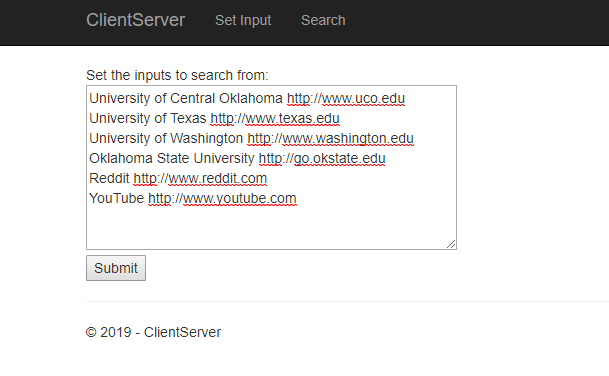 ClientServer Set Input Search
Set the inputs to search from:
University of Central Oklahoma http://www.uco.edu
University of Texas http://www.texas.edu
University of Washington http://www.washington.edu
Oklahoma State University http://go.okstate.edu
Reddit http://www.reddit.com
YouTube http://www.youtube.com
Submit
© 2019 - ClientServer